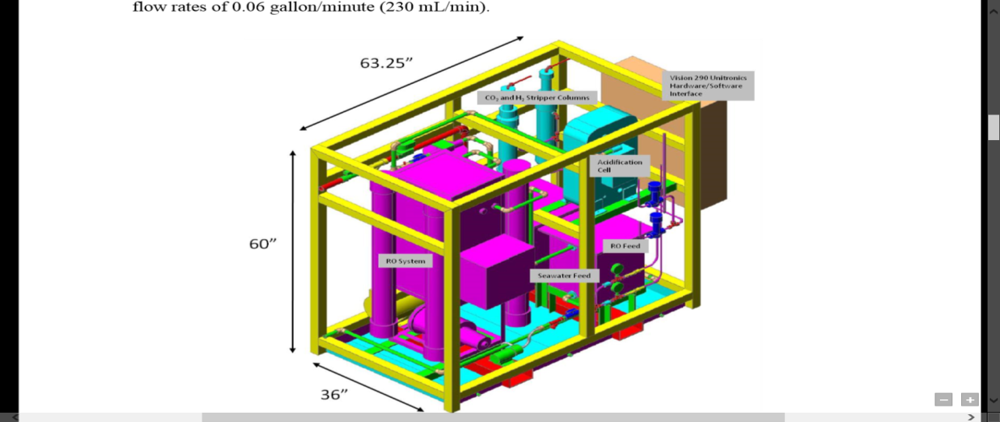 flow rates of 0.06 gallon/minute (230 mL/min).
63.25”
Vision 290 Unitronics
Hardware/Software
Interface
CO₂ and H₂ Stripper Columns
Acidification
Cell
60”
RO Feed
RO System
Seawater Feed
36”